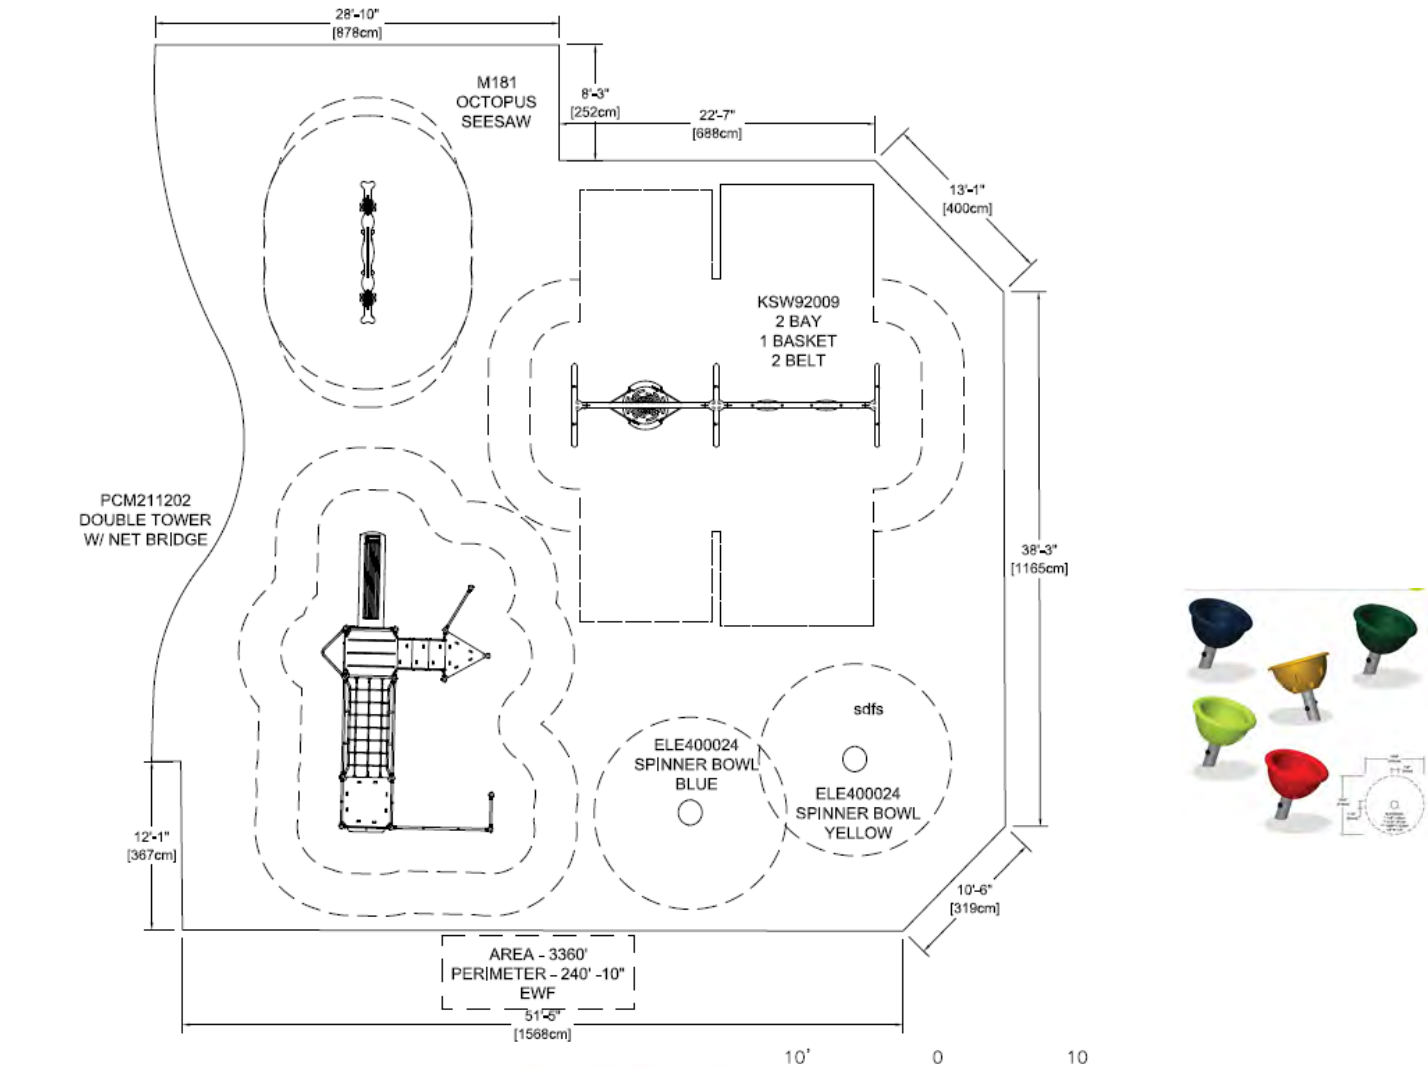 28'-10"
[878cm]
M181
OCTOPUS
SEESAW
8'-3"
[252cm]
22'-7"
[688cm]
13'-1"
[400cm]
KSW92009
2 BAY
1 BASKET
2 BELT
PCM211202
DOUBLE TOWER
W/ NET BRIDGE
38'-3"
[1165cm]
sdfs
ELE400024
SPINNER BOWL
BLUE
ELE400024
SPINNER BOWL
YELLOW
12'-1"
[367cm]
10'-6"
[319cm]
AREA - 3360'
PERIMETER - 240' -10"
EWF
51'-5"
[1568cm]
10'
0
10